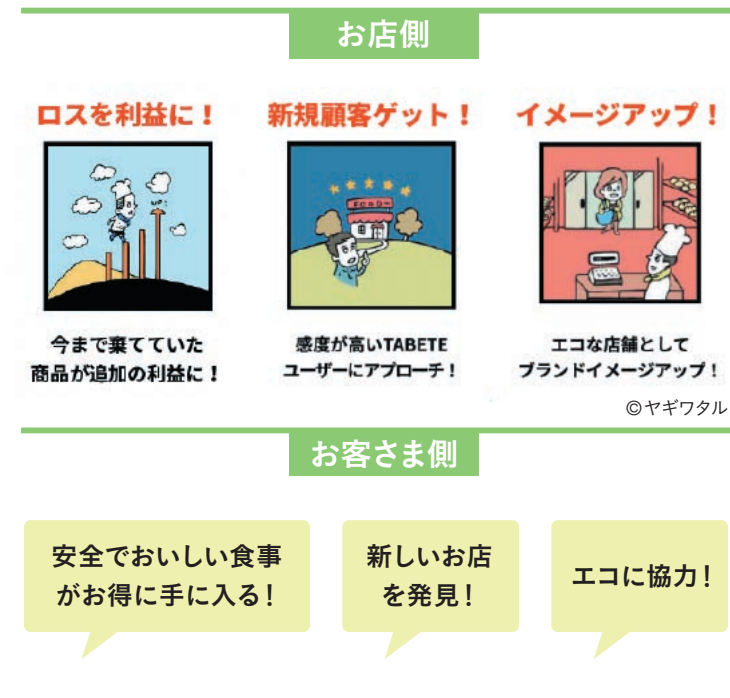 お店側
ロスを利益に！
新規顧客ゲット！
イメージアップ！
UP!
FOOD
今まで棄てていた
商品が追加の利益に！
感度が高いTABETE
ユーザーにアプローチ！
エコな店舗として
ブランドイメージアップ！
©ヤギワタル
お客さま側
安全でおいしい食事
がお得に手に入る！
新しいお店
を発見！
エコに協力！